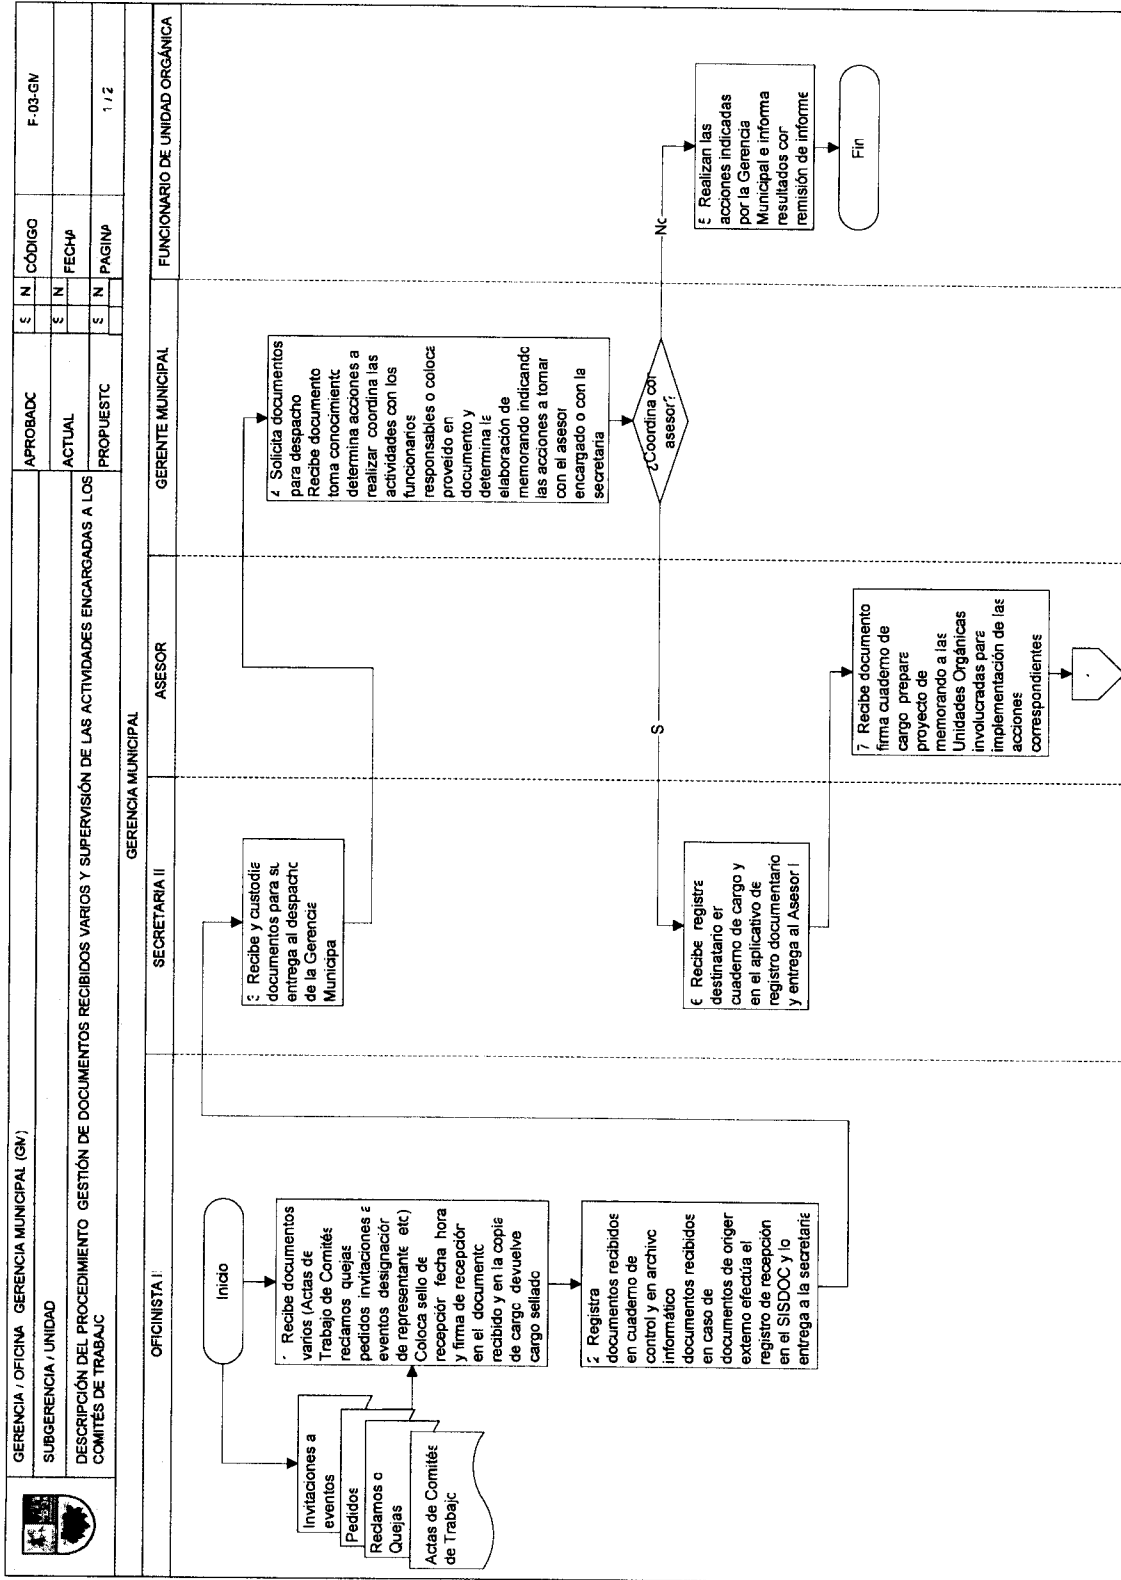 GERENCIA / OFICINA GERENCIA MUNICIPAL (GM)
APROBADO
S
N
CÓDIGO
F-03-GM
SUBGERENCIA / UNIDAD
ACTUAL
S
N
FECHA
DESCRIPCIÓN DEL PROCEDIMIENTO GESTIÓN DE DOCUMENTOS RECIBIDOS VARIOS Y SUPERVISIÓN DE LAS ACTIVIDADES ENCARGADAS A LOS
COMITÉS DE TRABAJO
PROPUESTO
S
N
PAGINA
1 / 2
GERENCIA MUNICIPAL
OFICINISTA I
SECRETARIA II
ASESOR
GERENTE MUNICIPAL
FUNCIONARIO DE UNIDAD ORGÁNICA
Inicio
Invitaciones a
eventos
Pedidos
Reclamos o
Quejas
Actas de Comités
de Trabajo
1 Recibe documentos
varios (Actas de
Trabajo de Comités
reclamos quejas
pedidos invitaciones a
eventos designación
de representante etc)
Coloca sello de
recepción fecha hora
y firma de recepción
en el documento
recibido y en la copia
de cargo devuelve
cargo sellado
2 Registra
documentos recibidos
en cuaderno de
control y en archivo
informático
documentos recibidos
en caso de
documentos de origen
externo efectúa el
registro de recepción
en el SISDOC y lo
entrega a la secretaria
3 Recibe y custodia
documentos para su
entrega al despacho
de la Gerencia
Municipa
4 Solicita documentos
para despacho
Recibe documento
toma conocimiento
determina acciones a
realizar coordina las
actividades con los
funcionarios
responsables o coloca
proveído en
documento y
determina la
elaboración de
memorando indicando
las acciones a tomar
con el asesor
encargado o con la
secretaria
¿Coordina con
asesor?
No
S
5 Realizan las
acciones indicadas
por la Gerencia
Municipal e informa
resultados con
remisión de informe
Fin
6 Recibe registra
destinatario en
cuaderno de cargo y
en el aplicativo de
registro documentario
y entrega al Asesor I
7 Recibe documento
firma cuaderno de
cargo prepara
proyecto de
memorando a las
Unidades Orgánicas
involucradas para
implementación de las
acciones
correspondientes